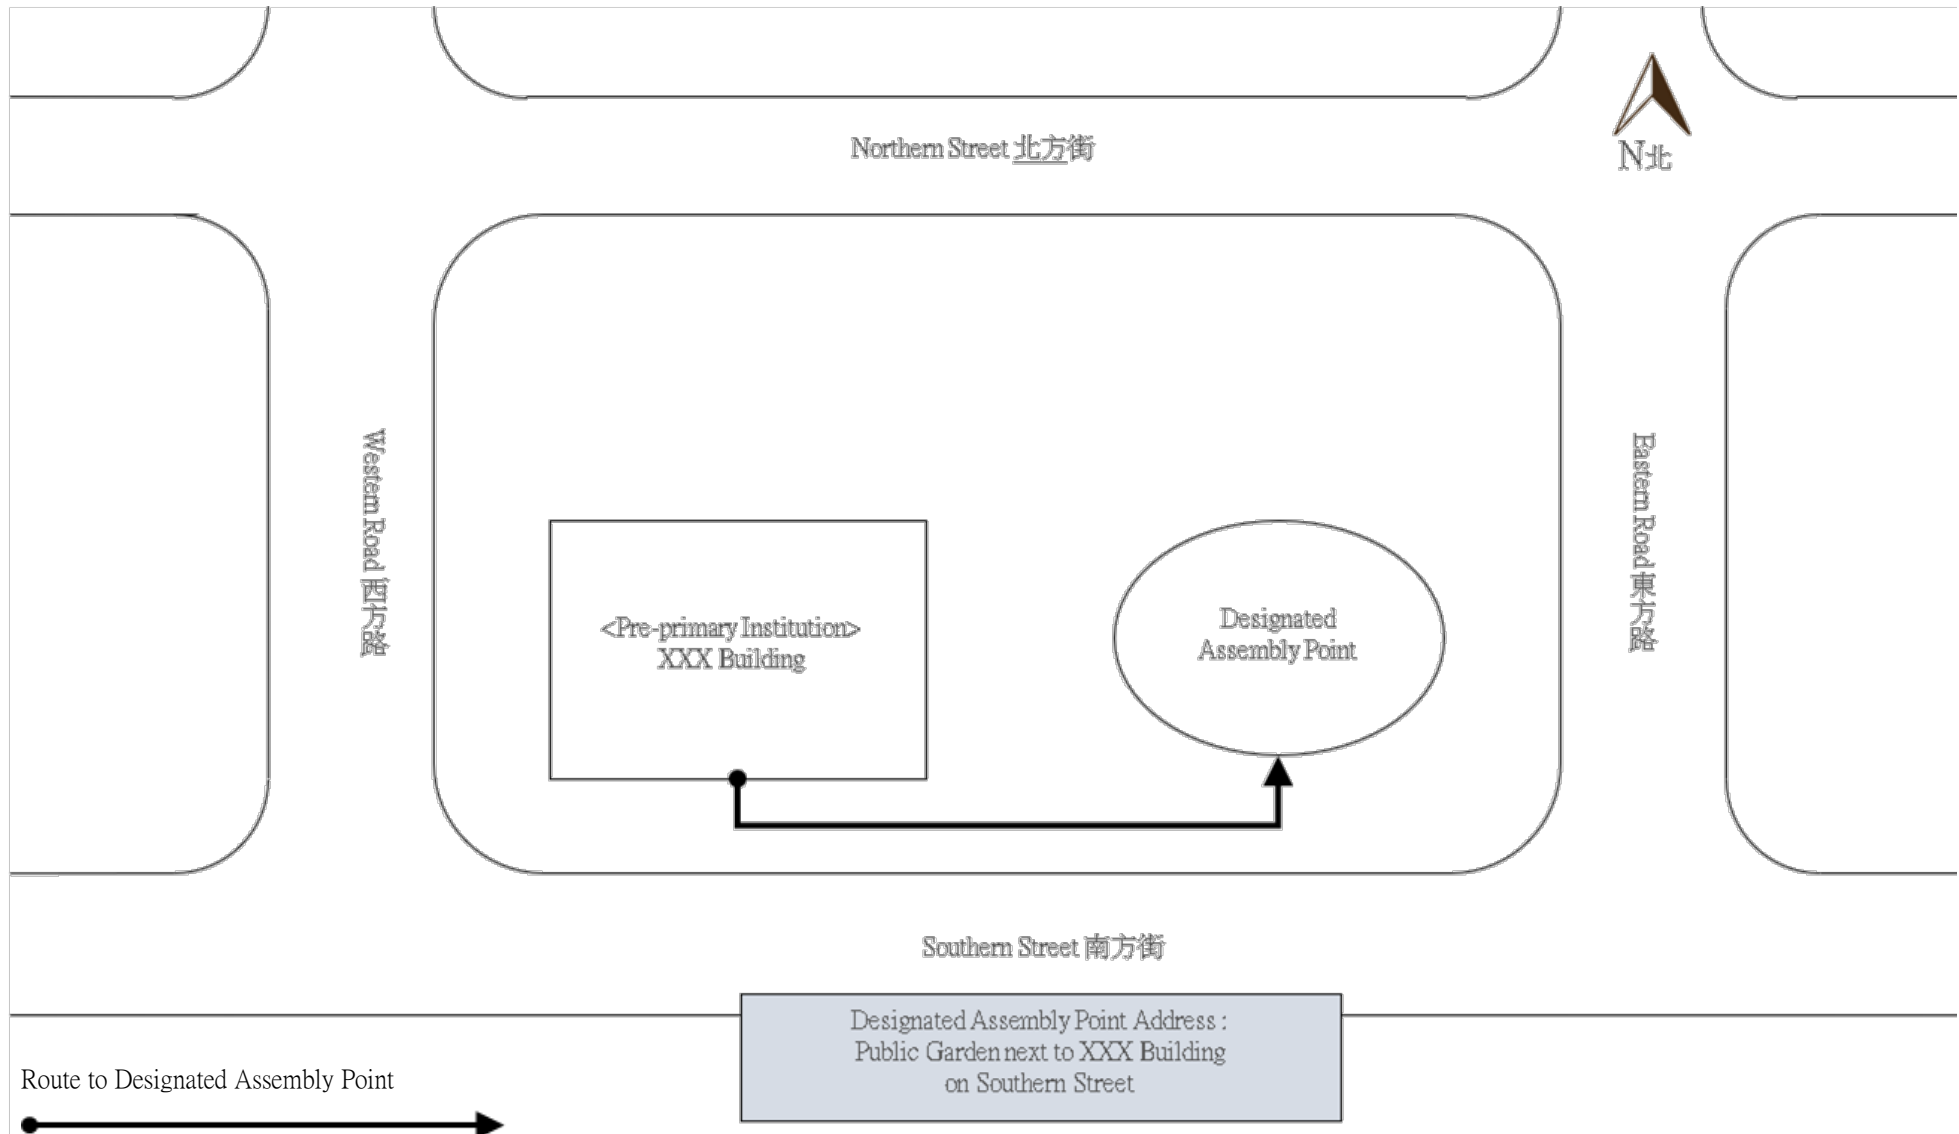 Northern Street 北方街
N北
Western Road 西方路
Eastern Road 東方路
<Pre-primary Institution>
XXX Building
Designated
Assembly Point
Southern Street 南方街
Designated Assembly Point Address :
Public Garden next to XXX Building
on Southern Street
Route to Designated Assembly Point